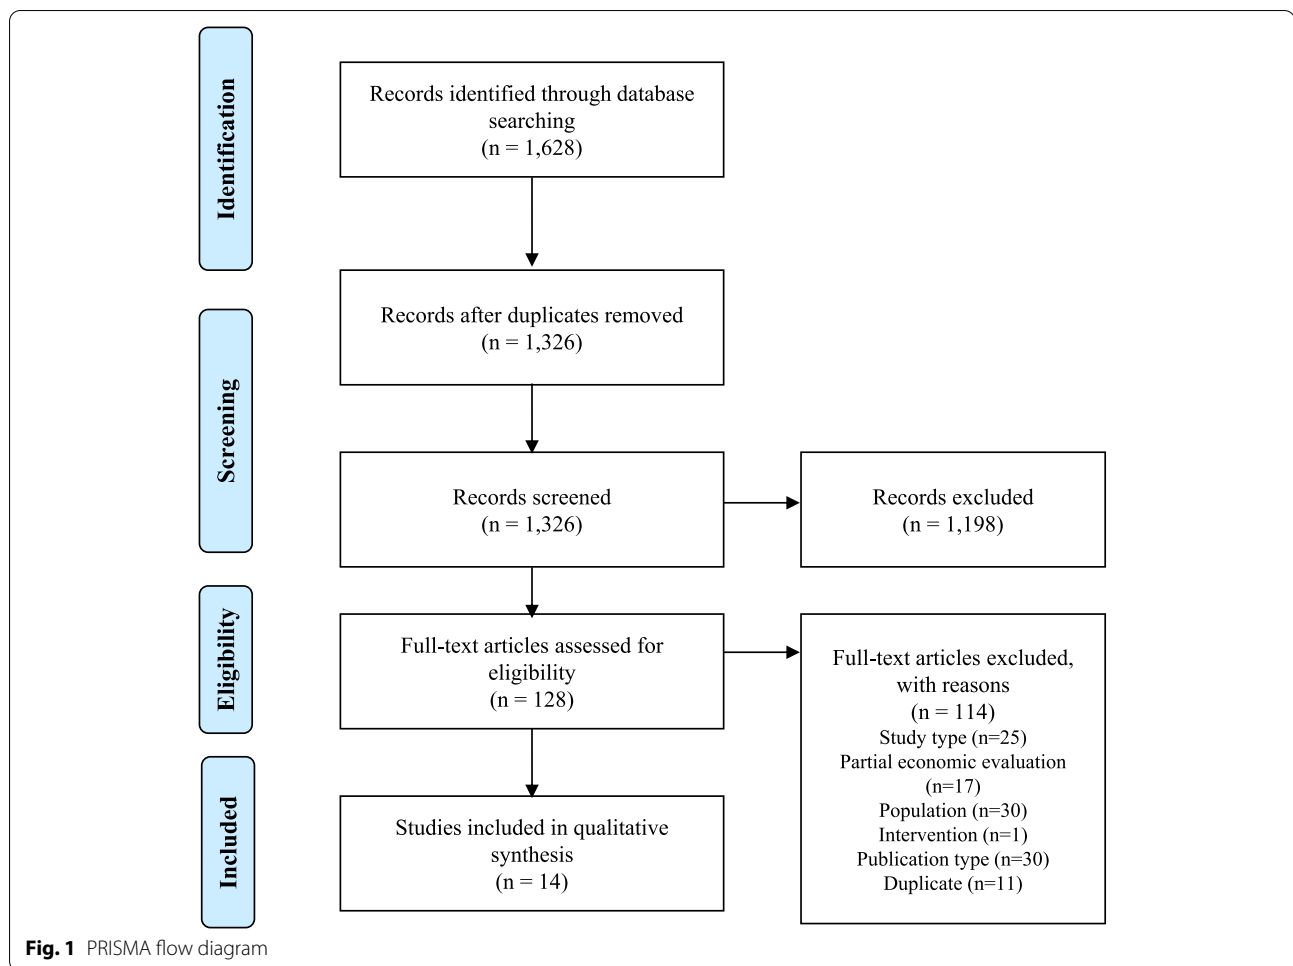 Identification
Records identified through database
searching
(n = 1,628)
Screening
Records after duplicates removed
(n = 1,326)
Records screened
(n = 1,326)
Records excluded
(n = 1,198)
Eligibility
Full-text articles assessed for
eligibility
(n = 128)
Full-text articles excluded,
with reasons
(n = 114)
Study type (n=25)
Partial economic evaluation
(n=17)
Population (n=30)
Intervention (n=1)
Publication type (n=30)
Duplicate (n=11)
Included
Studies included in qualitative
synthesis
(n = 14)
Fig. 1 PRISMA flow diagram